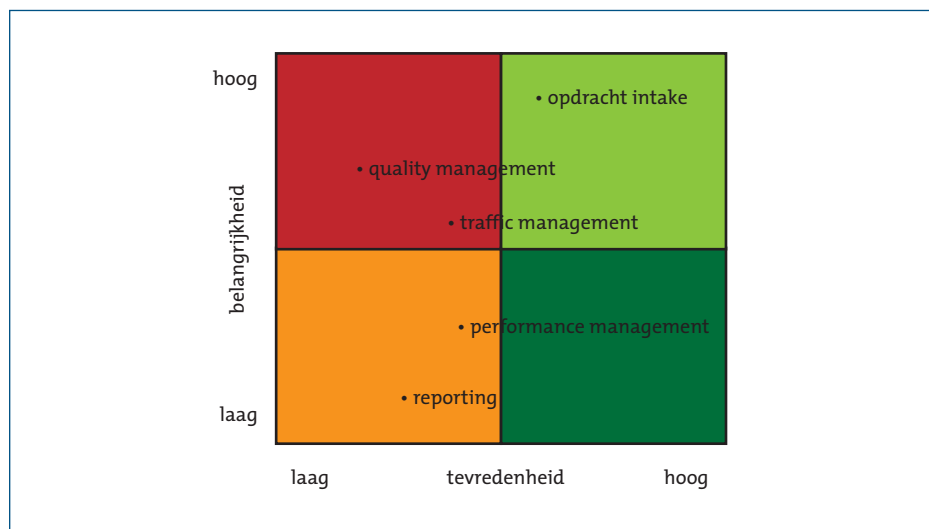 hoog
• opdracht intake
• quality management
• traffic management
belangrijkheid
• performance management
• reporting
laag
laag
tevredenheid
hoog